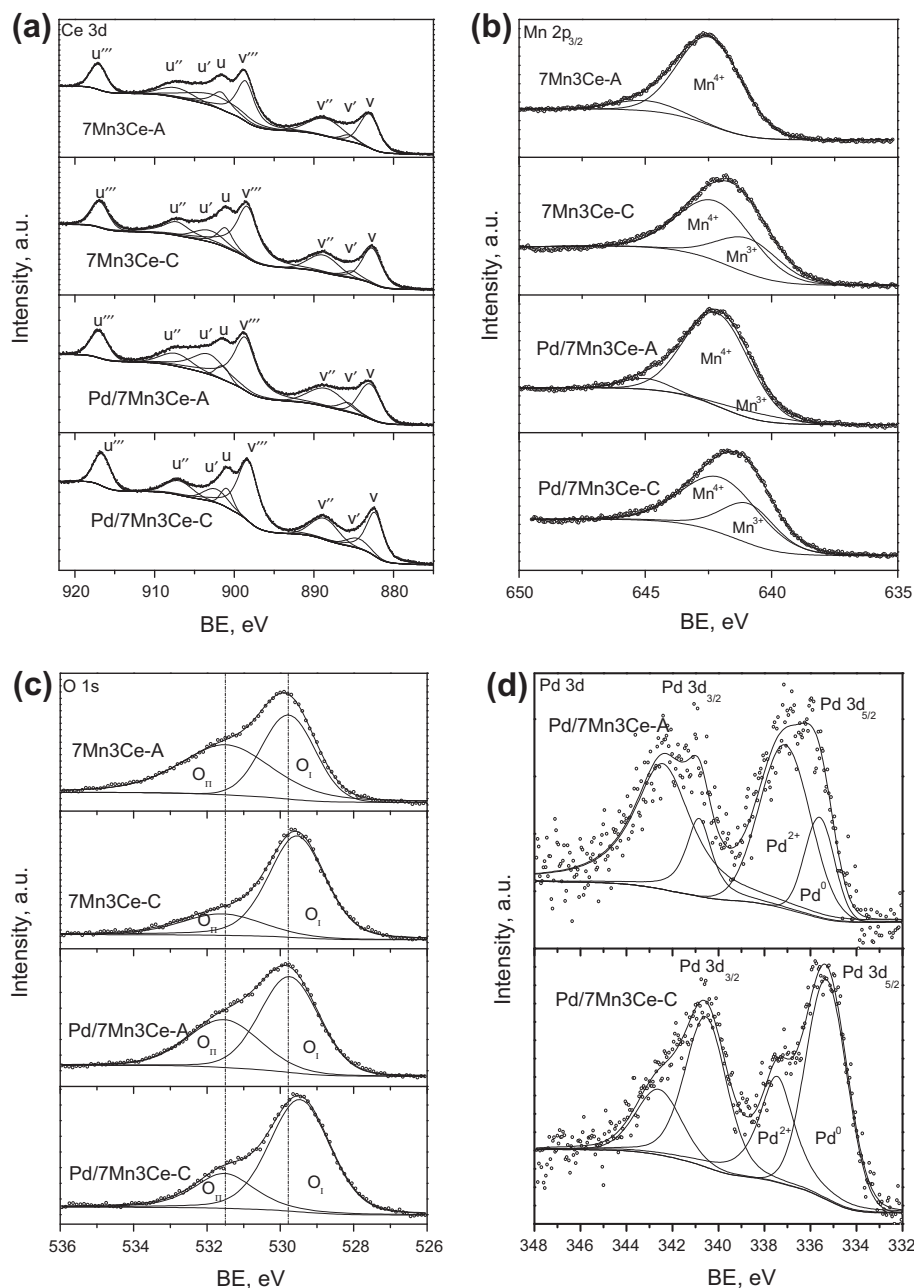 (a)
Ce 3d
u‴ u″ u′ u v‴ v″ v′ v
7Mn3Ce-A
u‴ u″ u′ u v‴ v″ v′ v
7Mn3Ce-C
u‴ u″ u′ u v‴ v″ v′ v
Pd/7Mn3Ce-A
u‴ u″ u′ u v‴ v″ v′ v
Pd/7Mn3Ce-C
Intensity, a.u.
920 910 900 890 880
BE, eV
(b)
Mn 2p3/2
7Mn3Ce-A
Mn4+
7Mn3Ce-C
Mn4+
Mn3+
Pd/7Mn3Ce-A
Mn4+
Mn3+
Pd/7Mn3Ce-C
Mn4+
Mn3+
Intensity, a.u.
650 645 640 635
BE, eV
(c)
O 1s
7Mn3Ce-A
OII OI
7Mn3Ce-C
OII OI
Pd/7Mn3Ce-A
OII OI
Pd/7Mn3Ce-C
OII OI
Intensity, a.u.
536 534 532 530 528 526
BE, eV
(d)
Pd 3d
Pd 3d3/2
Pd 3d5/2
Pd/7Mn3Ce-A
Pd2+
Pd0
Pd 3d3/2
Pd 3d5/2
Pd/7Mn3Ce-C
Pd2+
Pd0
Intensity, a.u.
348 346 344 342 340 338 336 334 332
BE, eV